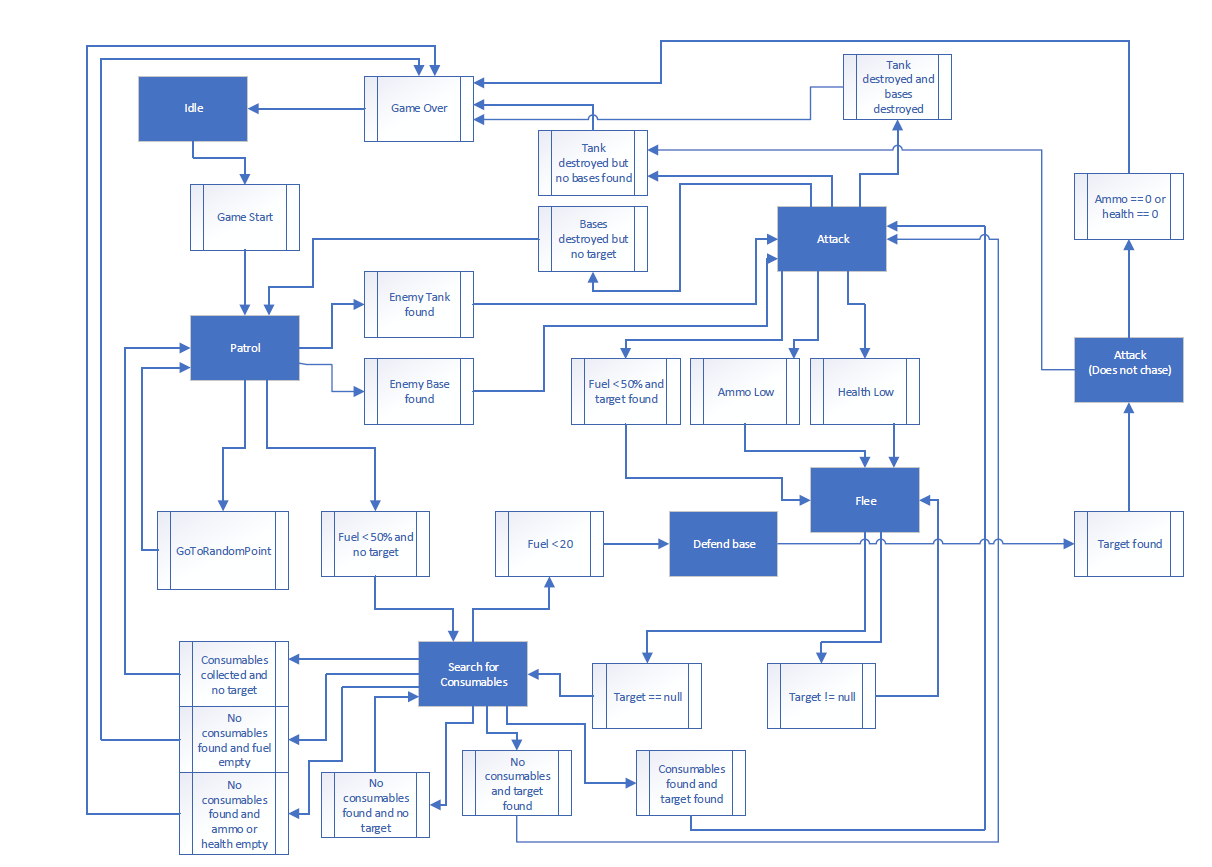 Idle
Game Over
Tank
destroyed and
bases
destroyed
Tank
destroyed but
no bases found
Game Start
Ammo == 0 or
health == 0
Bases
destroyed but
no target
Attack
Enemy Tank
found
Patrol
Attack
(Does not chase)
Enemy Base
found
Fuel < 50% and
target found
Ammo Low
Health Low
Flee
GoToRandomPoint
Fuel < 50% and
no target
Fuel < 20
Defend base
Target found
Consumables
collected and
no target
Search for
Consumables
Target == null
Target != null
No
consumables
found and fuel
empty
No
consumables
found and
ammo or
health empty
No
consumables
found and no
target
No
consumables
and target
found
Consumables
found and
target found